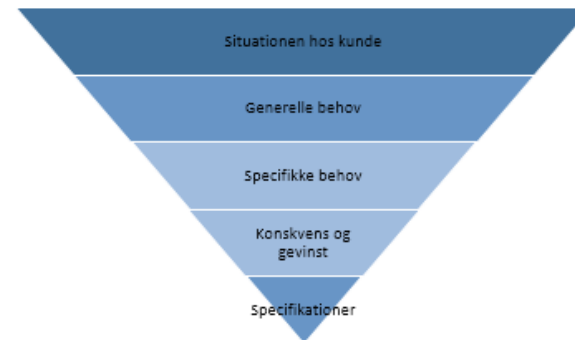 Situationen hos kunde
Generelle behov
Specifikke behov
Konskvens og
gevinst
Specifikationer